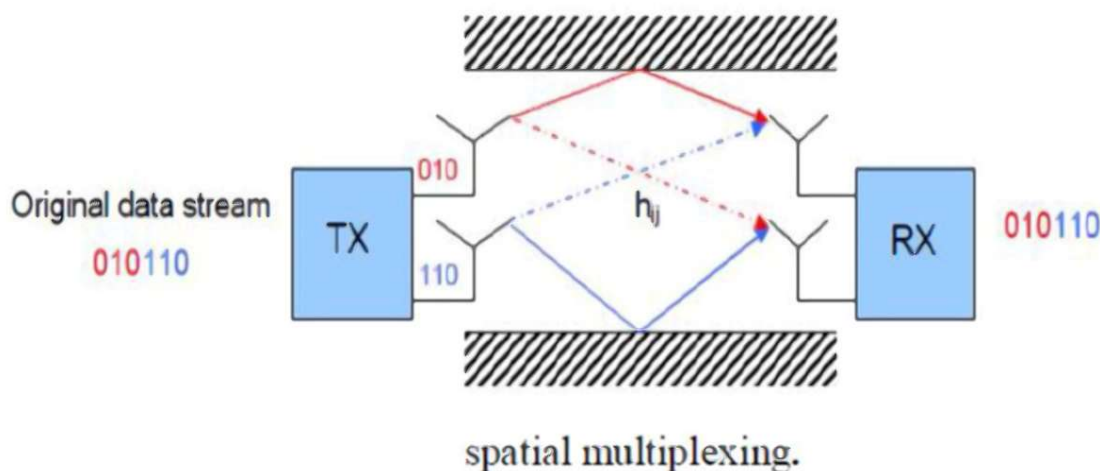 010
Original data stream
TX
h_ij
RX
010110
010110
110
spatial multiplexing.